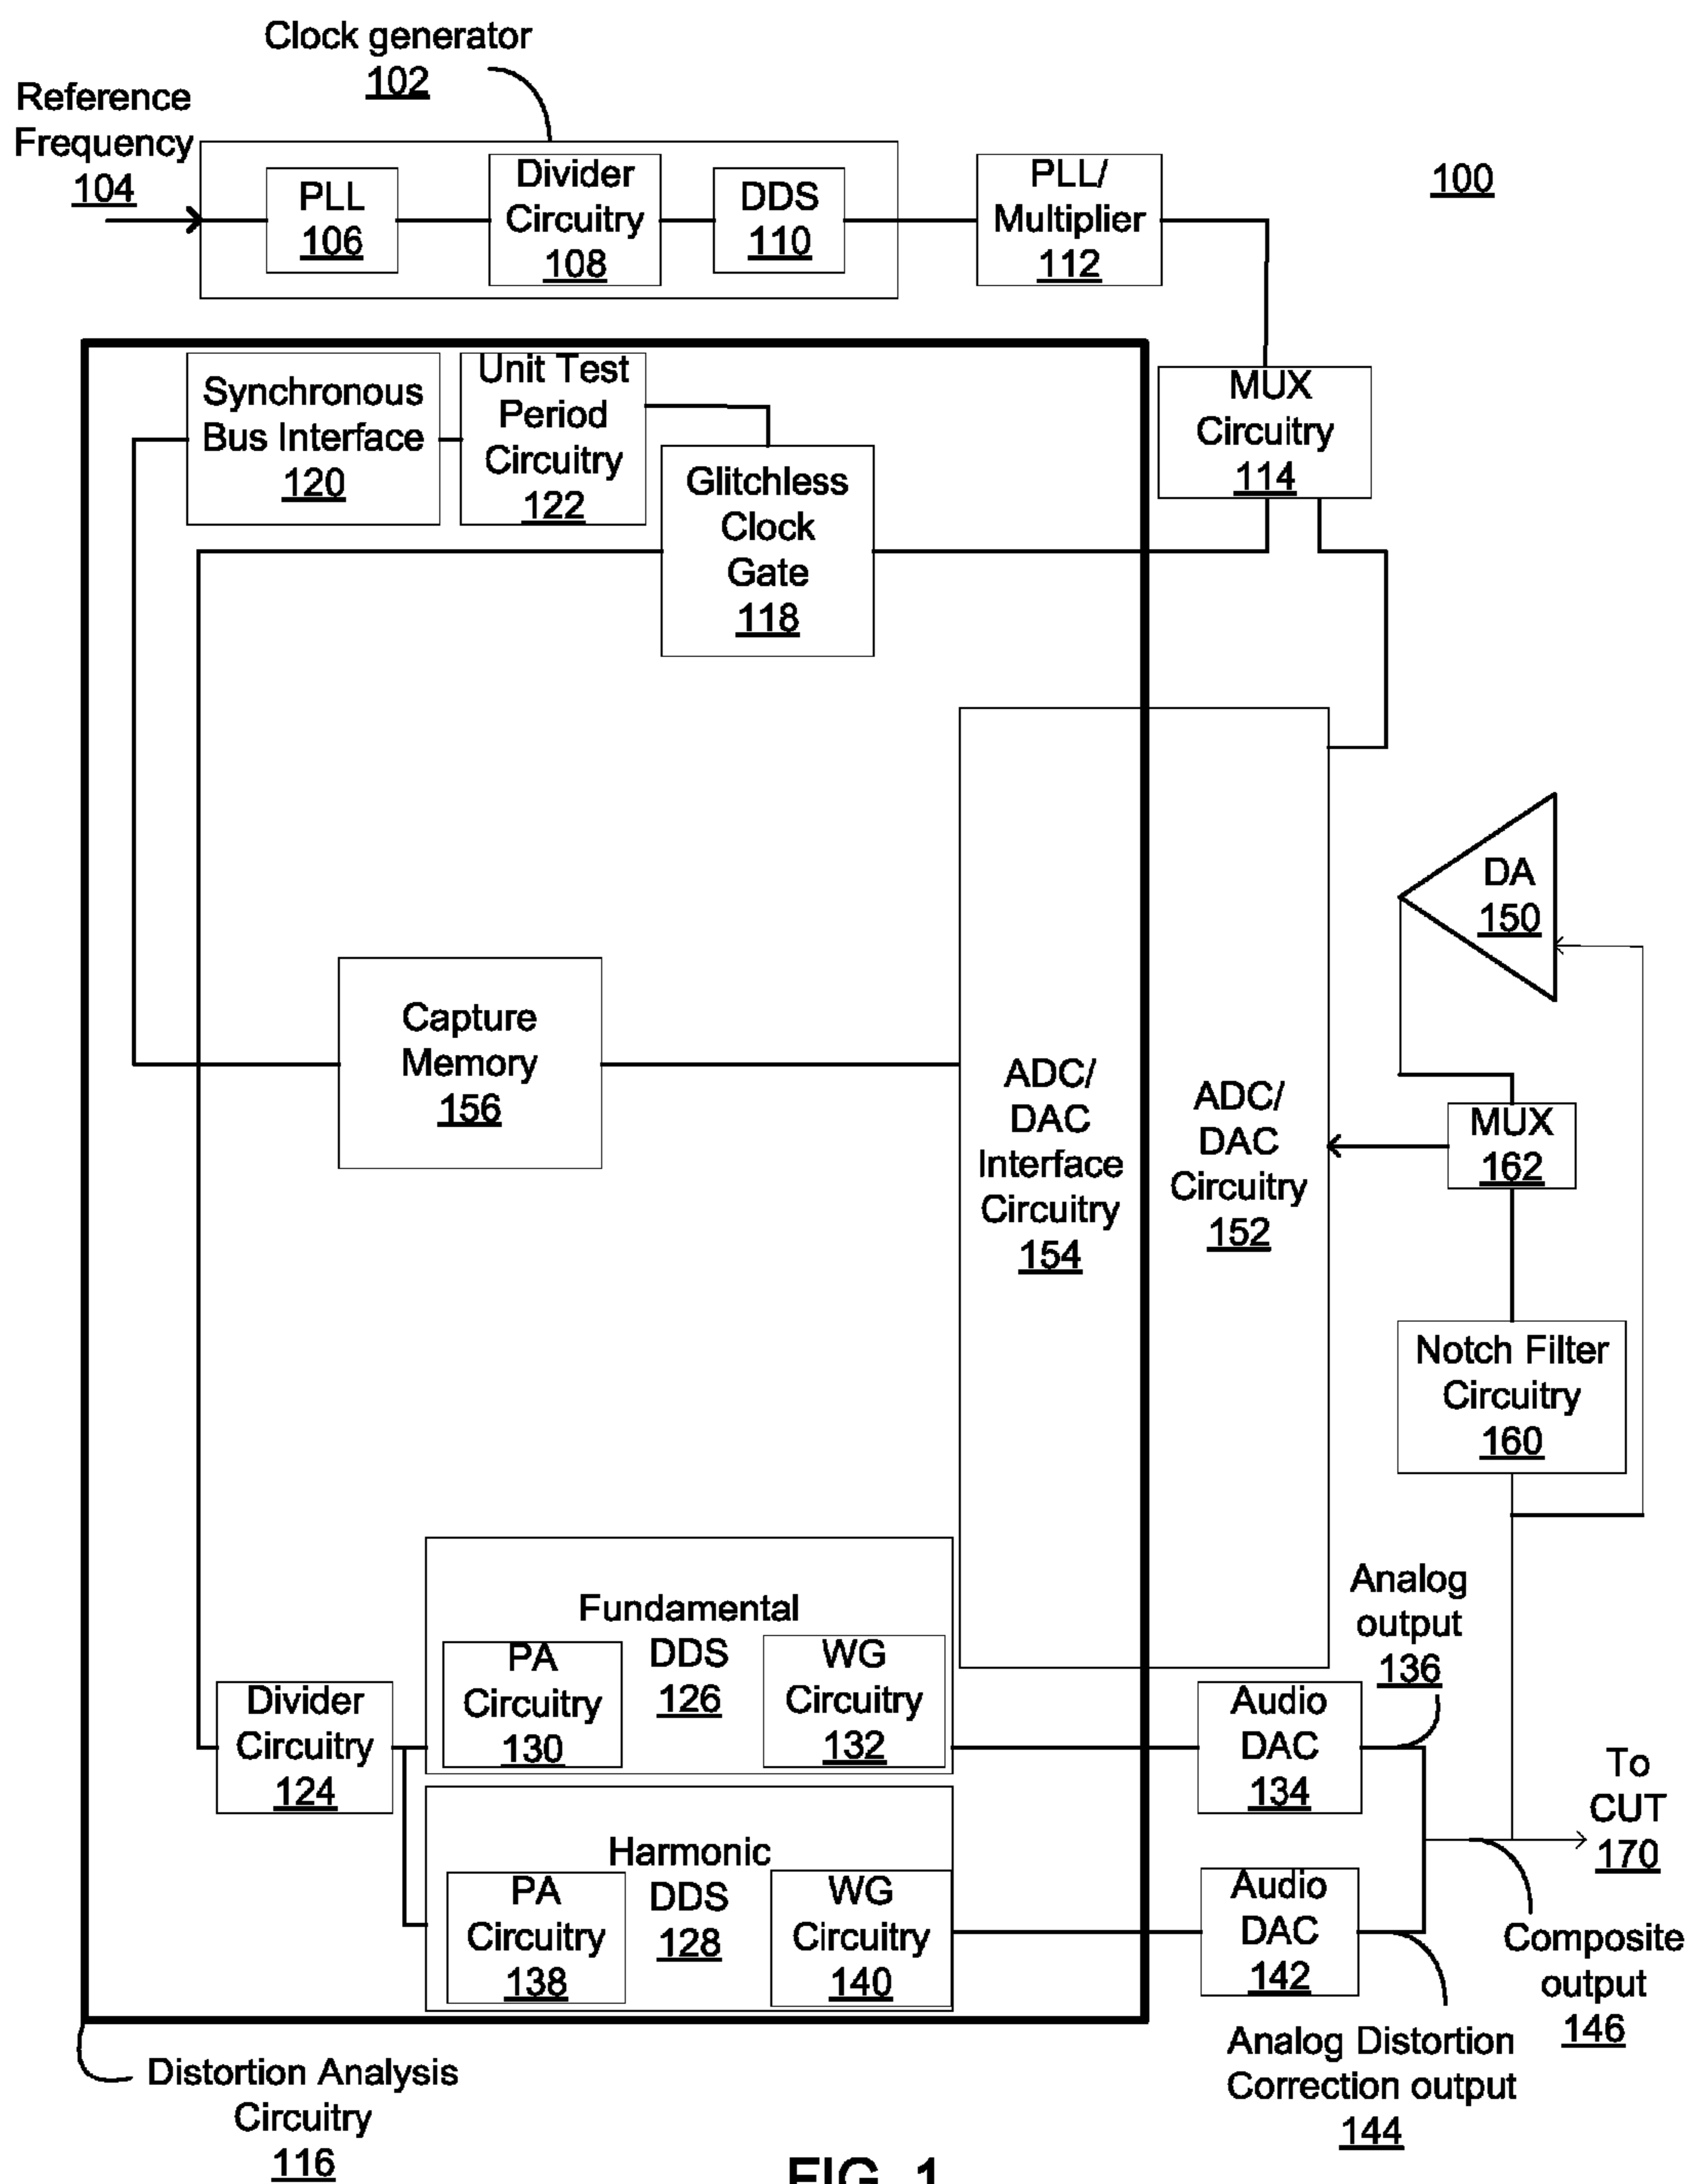 Clock generator
102
Reference
Frequency
104
PLL
106
Divider
Circuitry
108
DDS
110
PLL/
Multiplier
112
100
Synchronous
Bus Interface
120
Unit Test
Period
Circuitry
122
Glitchless
Clock
Gate
118
MUX
Circuitry
114
DA
150
Capture
Memory
156
ADC/
DAC
Interface
Circuitry
154
ADC/
DAC
Circuitry
152
MUX
162
Notch Filter
Circuitry
160
Fundamental
DDS
126
PA
Circuitry
130
WG
Circuitry
132
Divider
Circuitry
124
Harmonic
DDS
128
PA
Circuitry
138
WG
Circuitry
140
Audio
DAC
134
Analog
output
136
Audio
DAC
142
To
CUT
170
Composite
output
146
Analog Distortion
Correction output
144
Distortion Analysis
Circuitry
116
FIG. 1